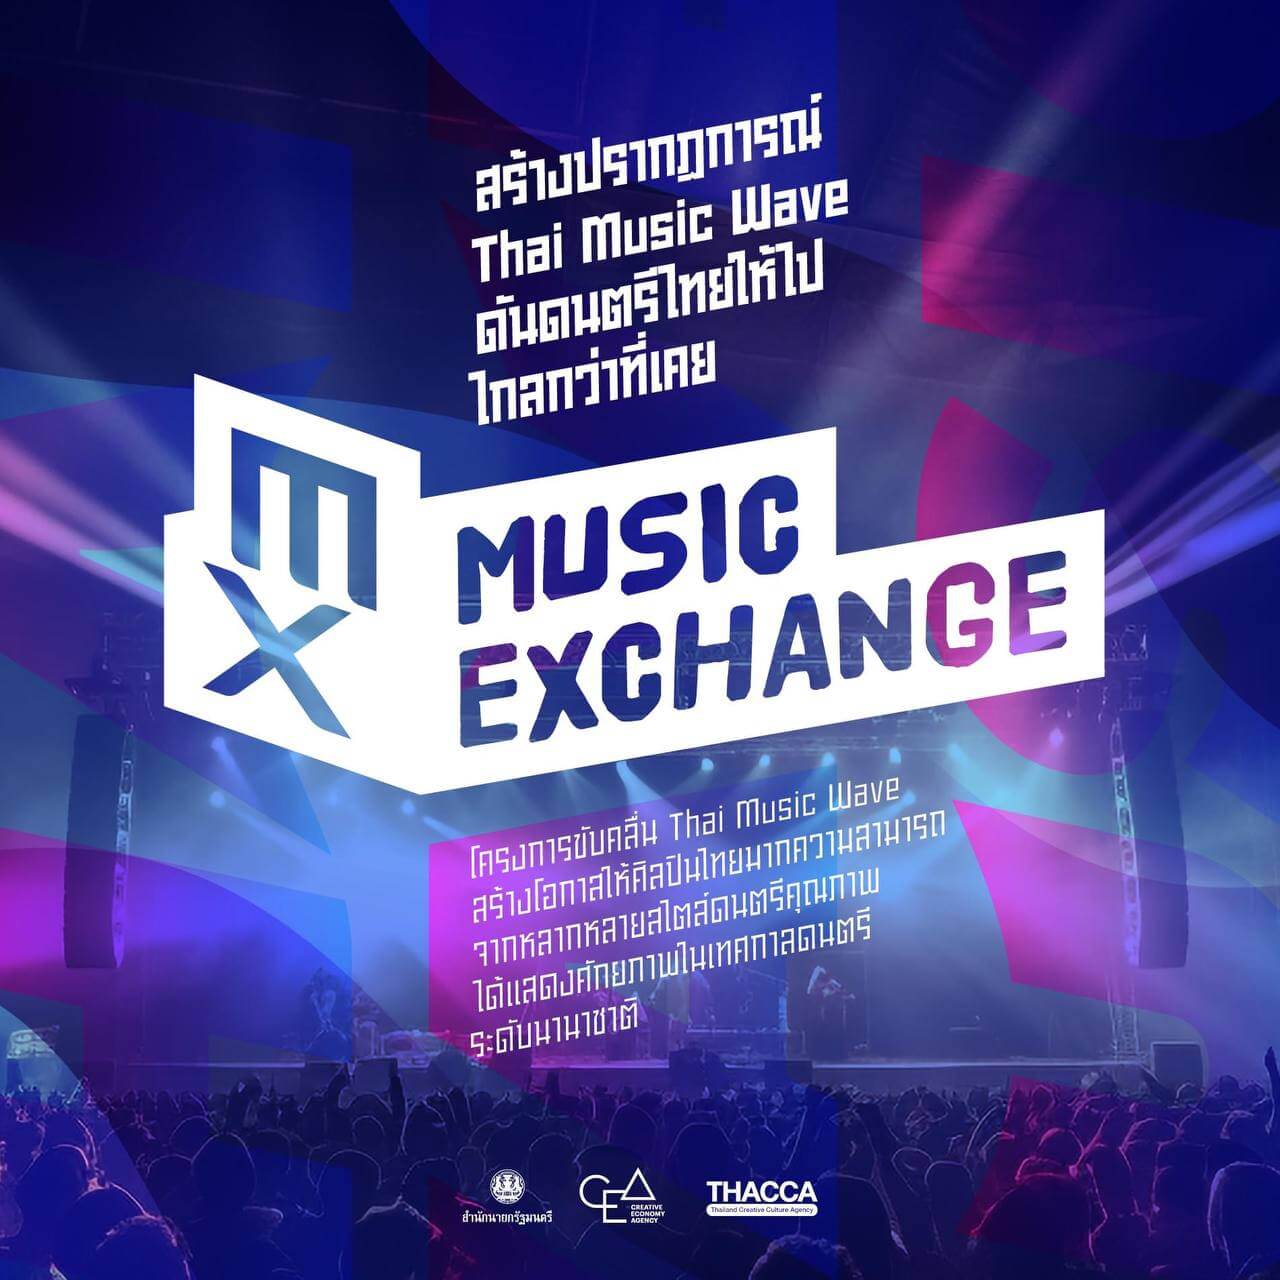 สร้างปรากฏการณ์
Thai Music Wave
ดันดนตรีไทยให้ไป
ไกลกว่าที่เคย
MX
MUSIC
EXCHANGE
โครงการขับคลื่น Thai Music Wave
สร้างโอกาสให้ศิลปินไทยมากความสามารถ
จากหลากหลายสไตล์ดนตรีคุณภาพ
ได้แสดงศักยภาพในเทศกาลดนตรี
ระดับนานาชาติ
สำนักนายกรัฐมนตรี
CEA
CREATIVE
ECONOMY
AGENCY
THACCA
Thailand Creative Culture Agency